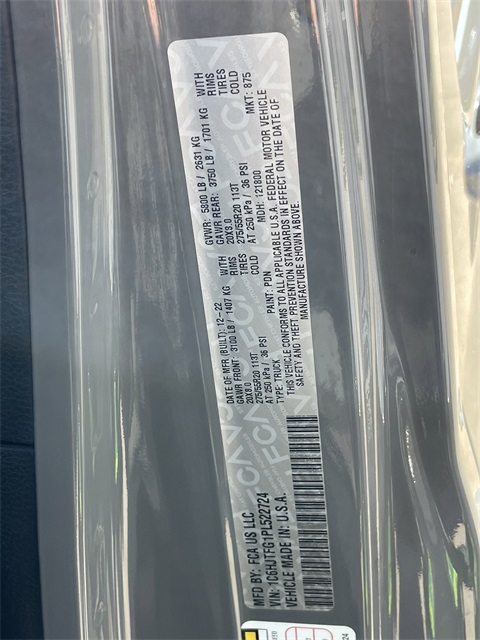 MFD BY: FCA US LLC
VIN: 1C6HJTFG1PL522724
VEHICLE MADE IN: U.S.A.
DATE OF MFR (BUILT): 12-22 GVWR: 5800 LB / 2631 KG
GAWR FRONT: 3100 LB / 1407 KG WITH GAWR REAR: 3750 LB / 1701 KG WITH
20X8.0 RIMS 20X8.0 RIMS
275/55R20 113T TIRES 275/55R20 113T TIRES
AT 250 kPa / 36 PSI COLD AT 250 kPa / 36 PSI COLD
TYPE: TRUCK PAINT: PDN MDH: 121800 MKT: 875
THIS VEHICLE CONFORMS TO ALL APPLICABLE U.S.A. FEDERAL MOTOR VEHICLE
SAFETY AND THEFT PREVENTION STANDARDS IN EFFECT ON THE DATE OF
MANUFACTURE SHOWN ABOVE.